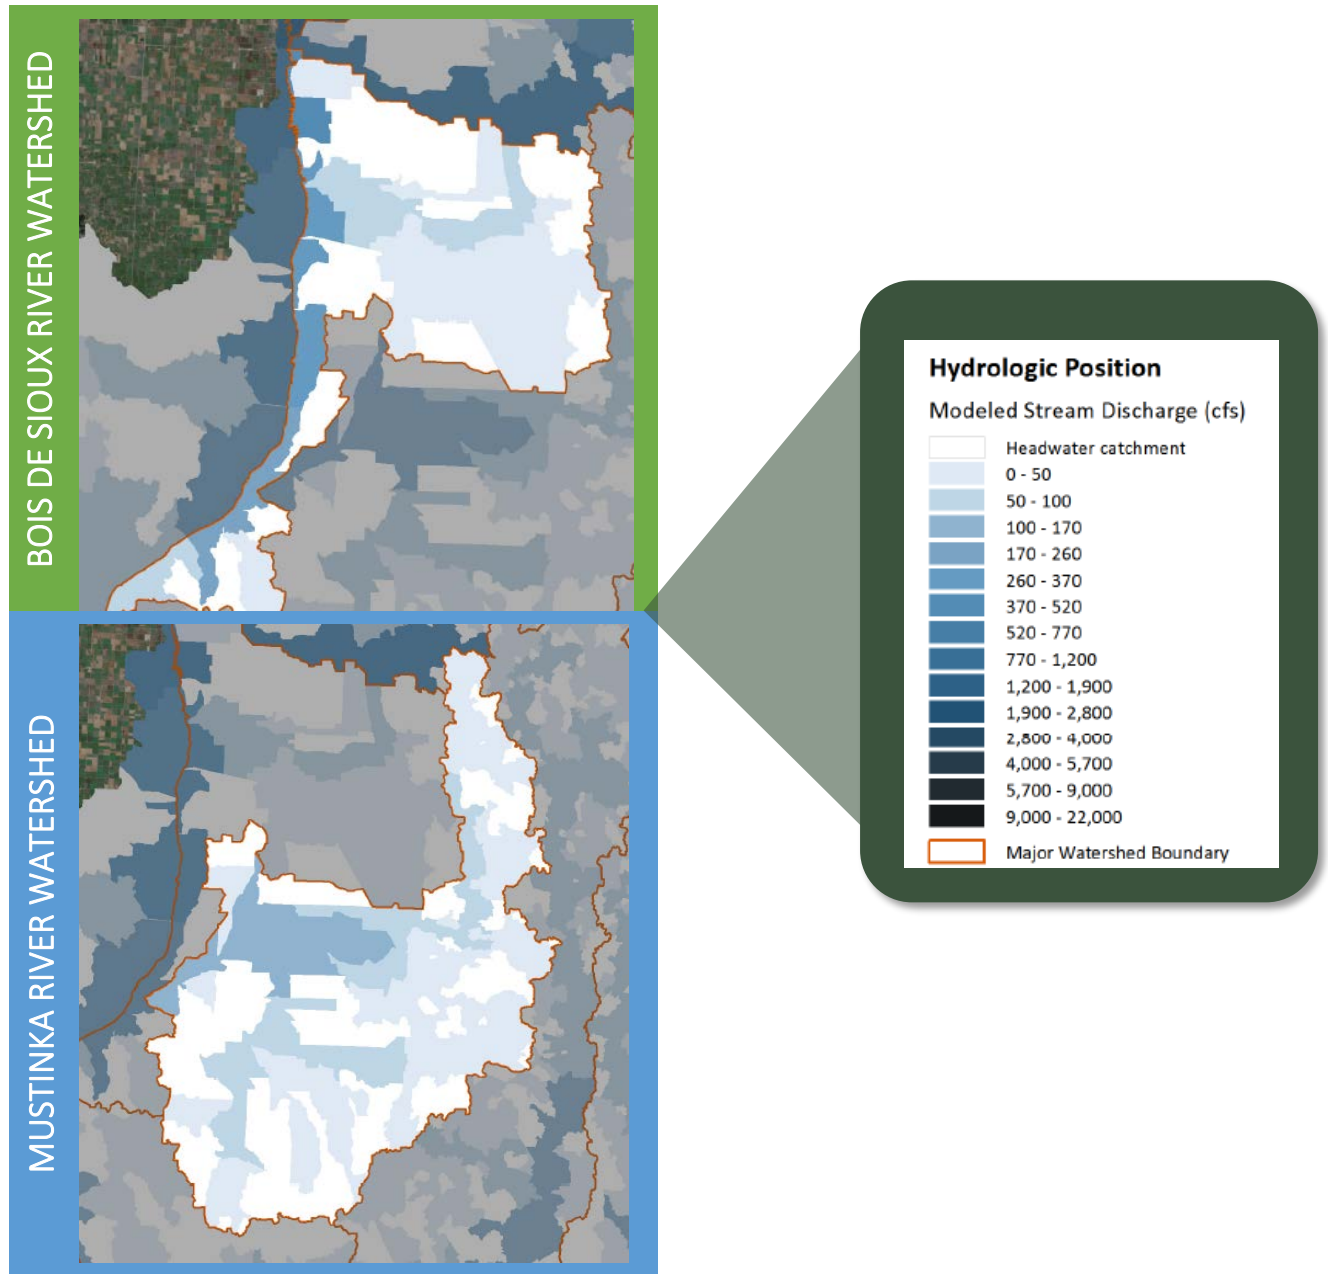 BOIS DE SIOUX RIVER WATERSHED
MUSTINKA RIVER WATERSHED
Hydrologic Position
Modeled Stream Discharge (cfs)
Headwater catchment
0 - 50
50 - 100
100 - 170
170 - 260
260 - 370
370 - 520
520 - 770
770 - 1,200
1,200 - 1,900
1,900 - 2,800
2,800 - 4,000
4,000 - 5,700
5,700 - 9,000
9,000 - 22,000
Major Watershed Boundary